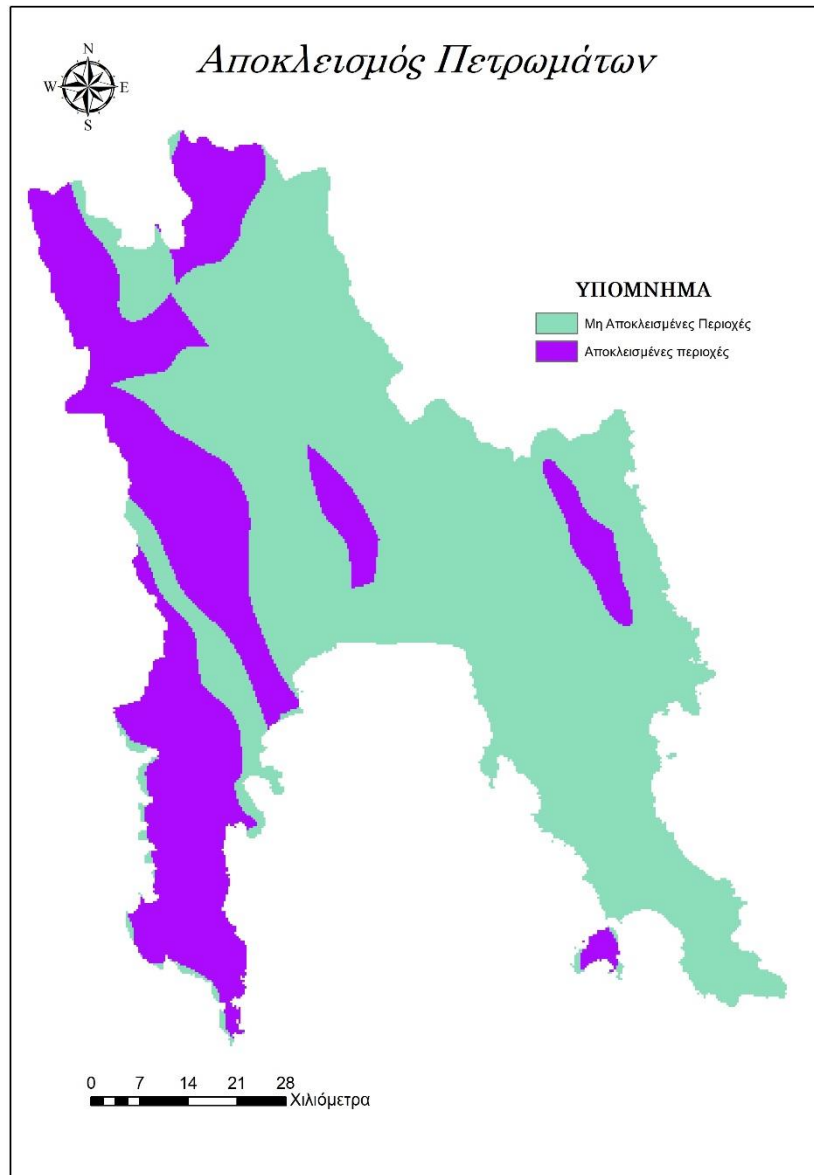 Αποκλεισμός Πετρωμάτων
N
W E
S
ΥΠΟΜΝΗΜΑ
Μη Αποκλεισμένες Περιοχές
Αποκλεισμένες περιοχές
0 7 14 21 28
Χιλιόμετρα